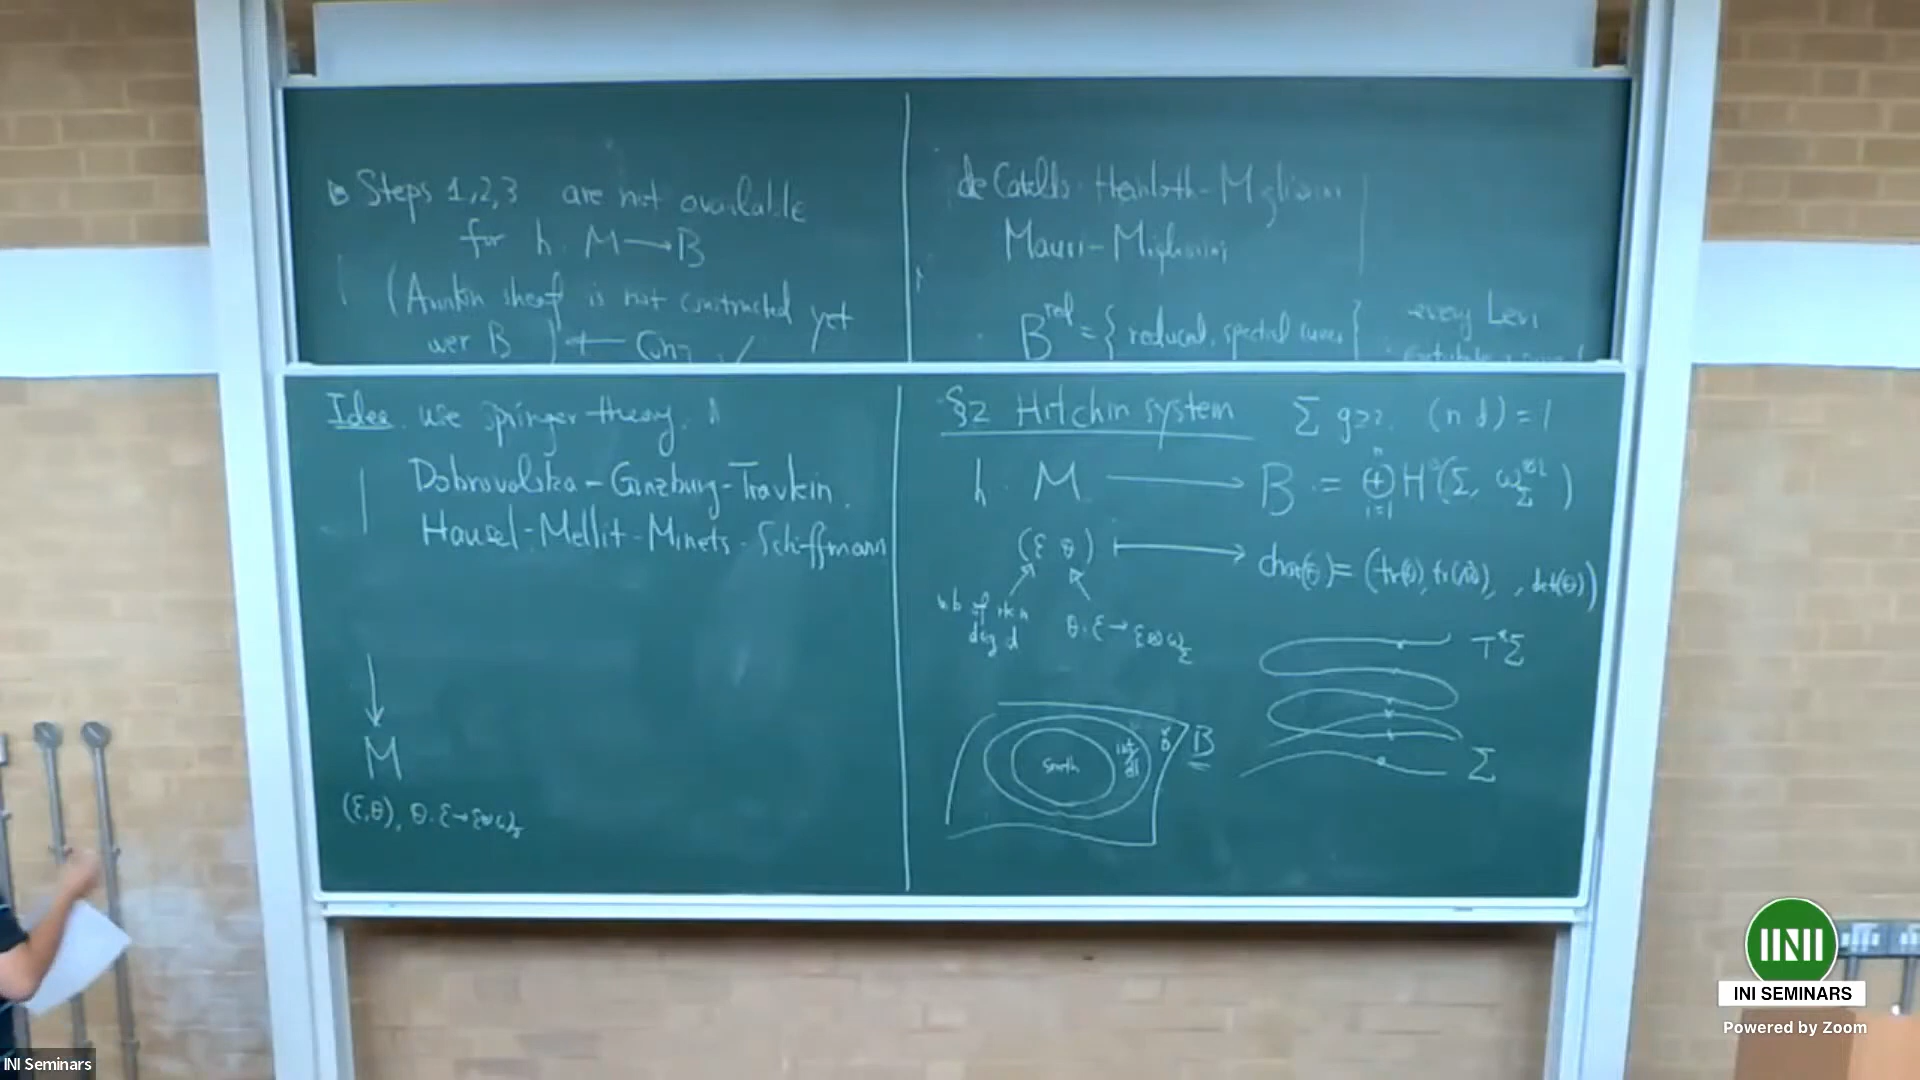 Steps 1,2,3 are not available
for h. M → B
(Arinkin sheaf is not constructed yet
over B) ← Conj ✓
de Cataldo-Heinloth-Migliorini
Mauri-Migliorini
B^red = { reduced, spectral curves }
every Levi
Idea. use springer theory.
Dobrovolska-Ginzburg-Travkin.
Hausel-Mellit-Minets-Schiffmann
M
(ε,θ), θ. ε→ε⊗ω_Σ
§2 Hitchin system Σ g≥2. (n d) = 1
h. M → B := ⊕_{i=1}^n H^0(Σ, ω_Σ^{⊗i})
(ε θ) ↦ char(θ) = (tr(θ), tr(∧²θ), , det(θ))
v.b of rk n
deg d
θ. ε→ε⊗ω_Σ
T*Σ
Smooth
B
Σ
INI SEMINARS
Powered by Zoom
INI Seminars